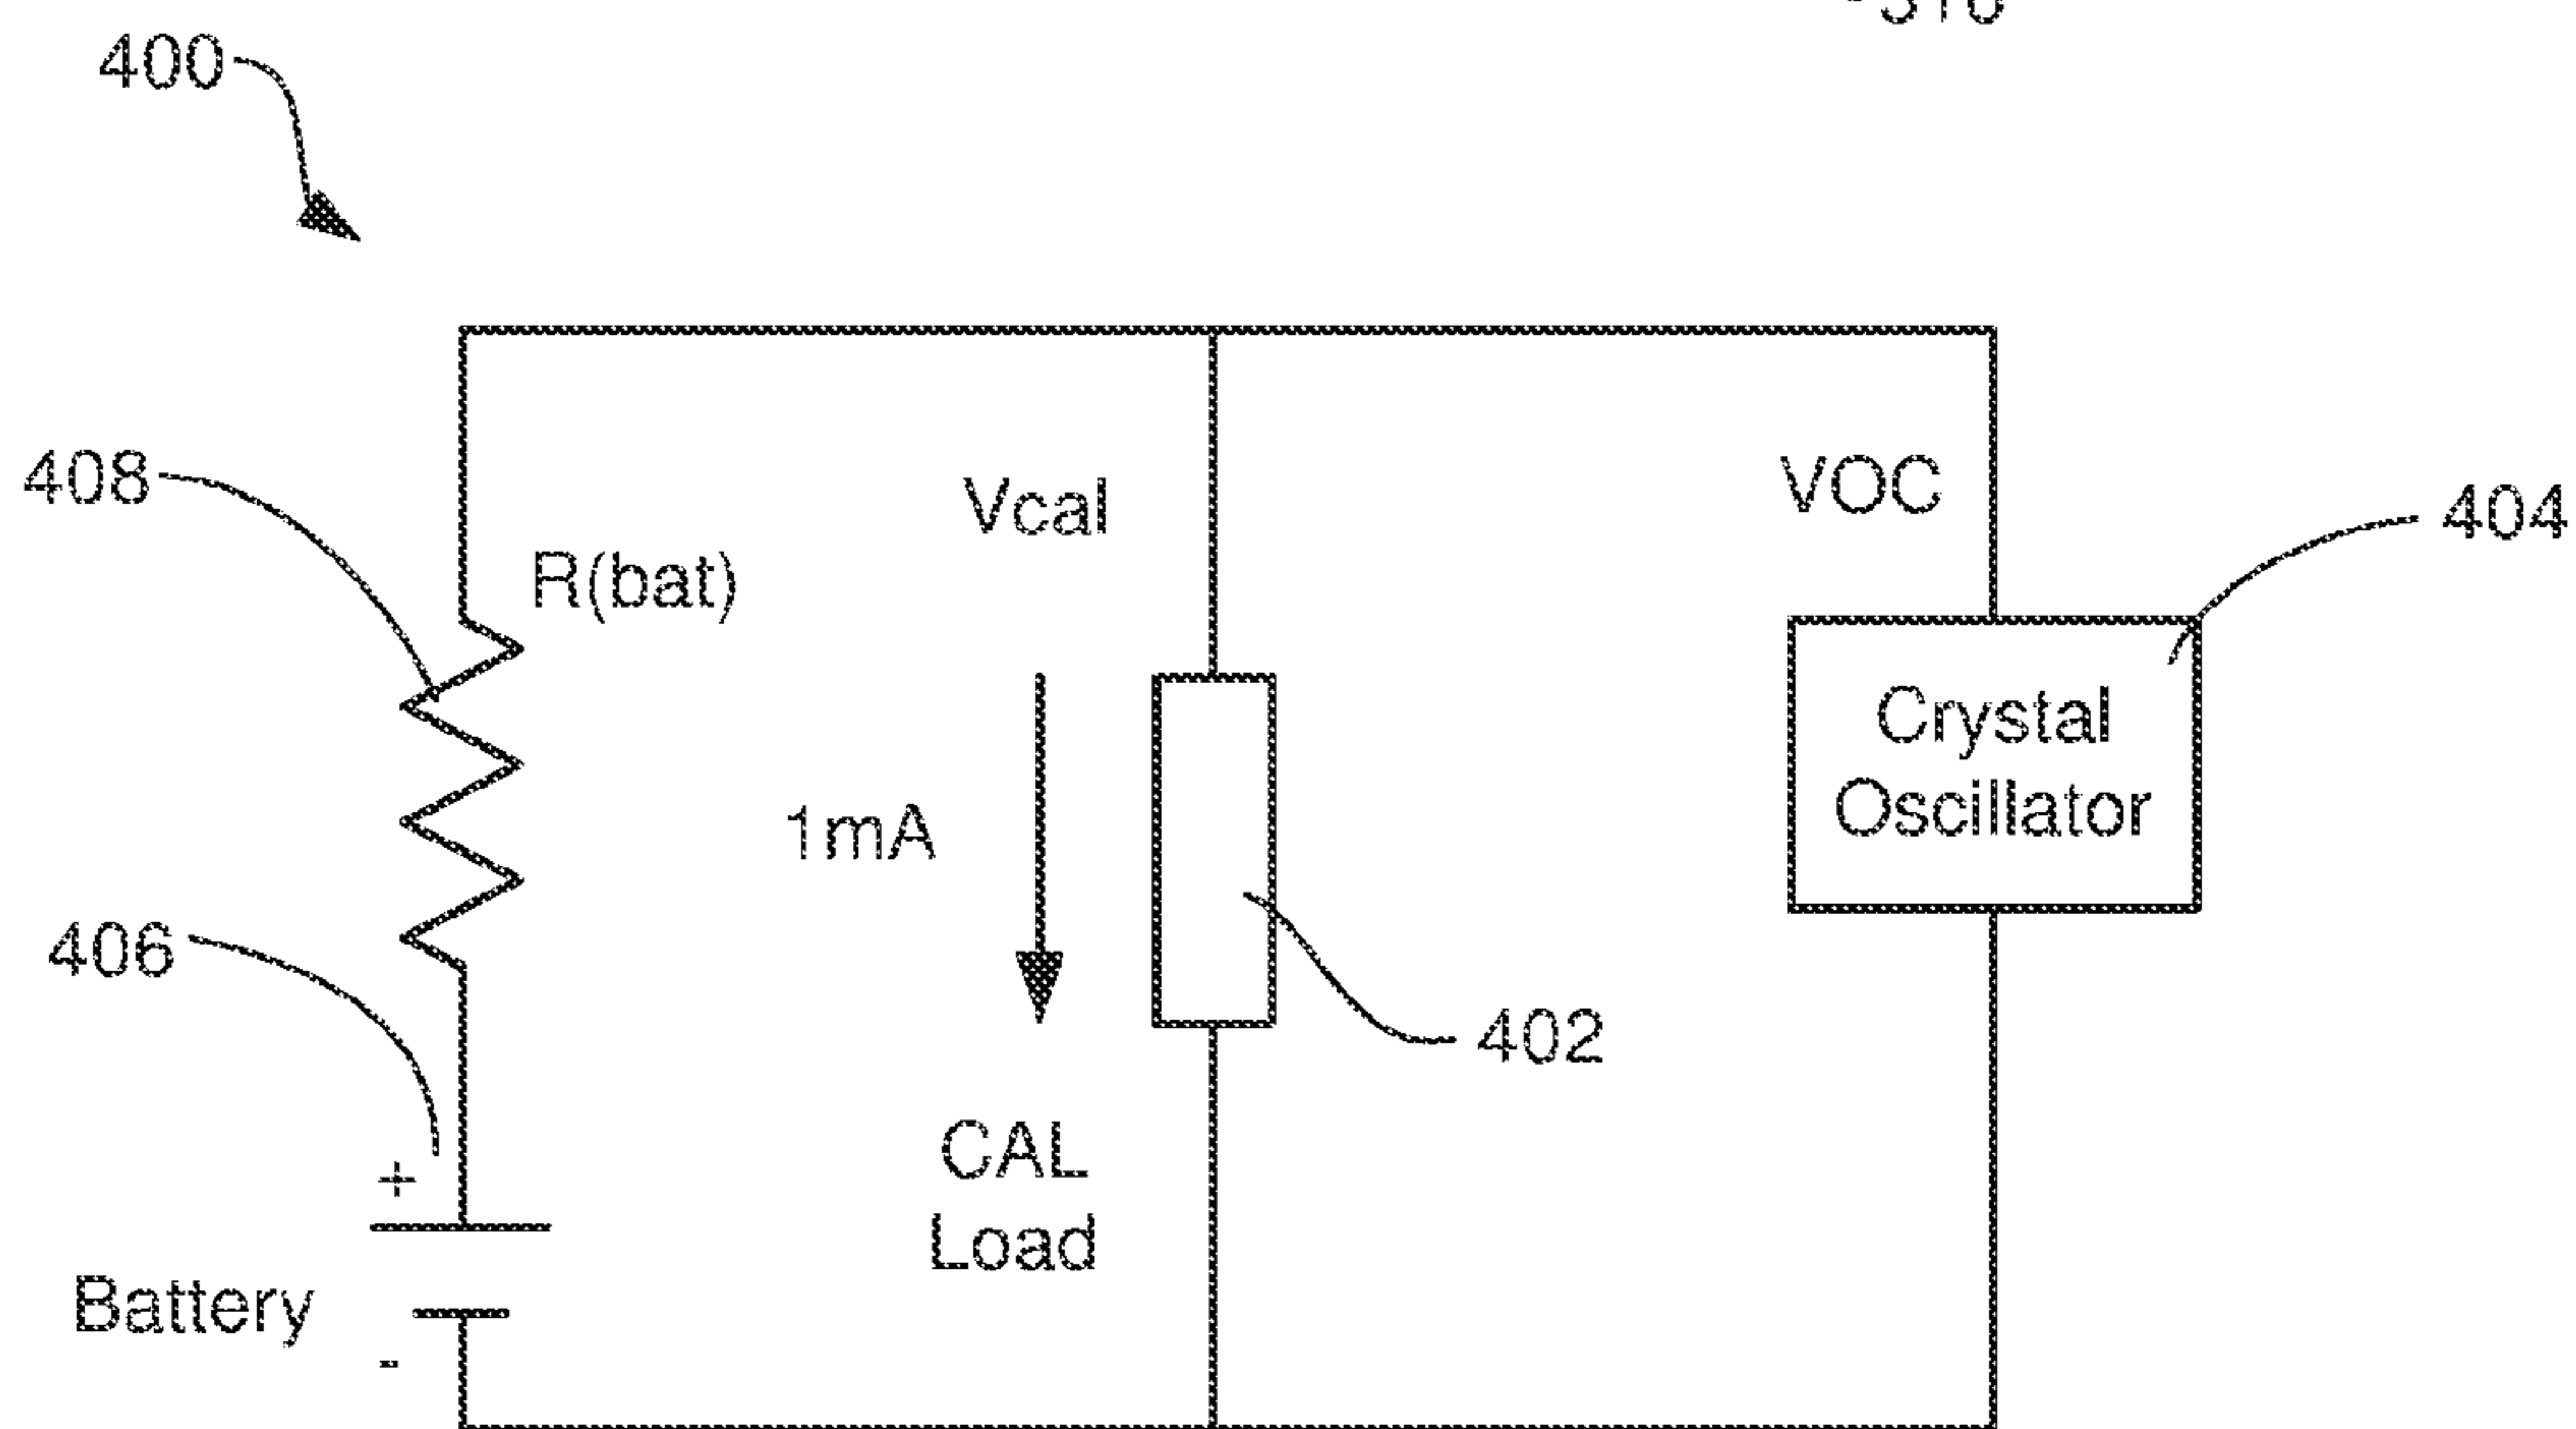 400
408
Vcal
VOC
404
R(bat)
Crystal
Oscillator
1mA
406
402
+
CAL
Load
Battery
-